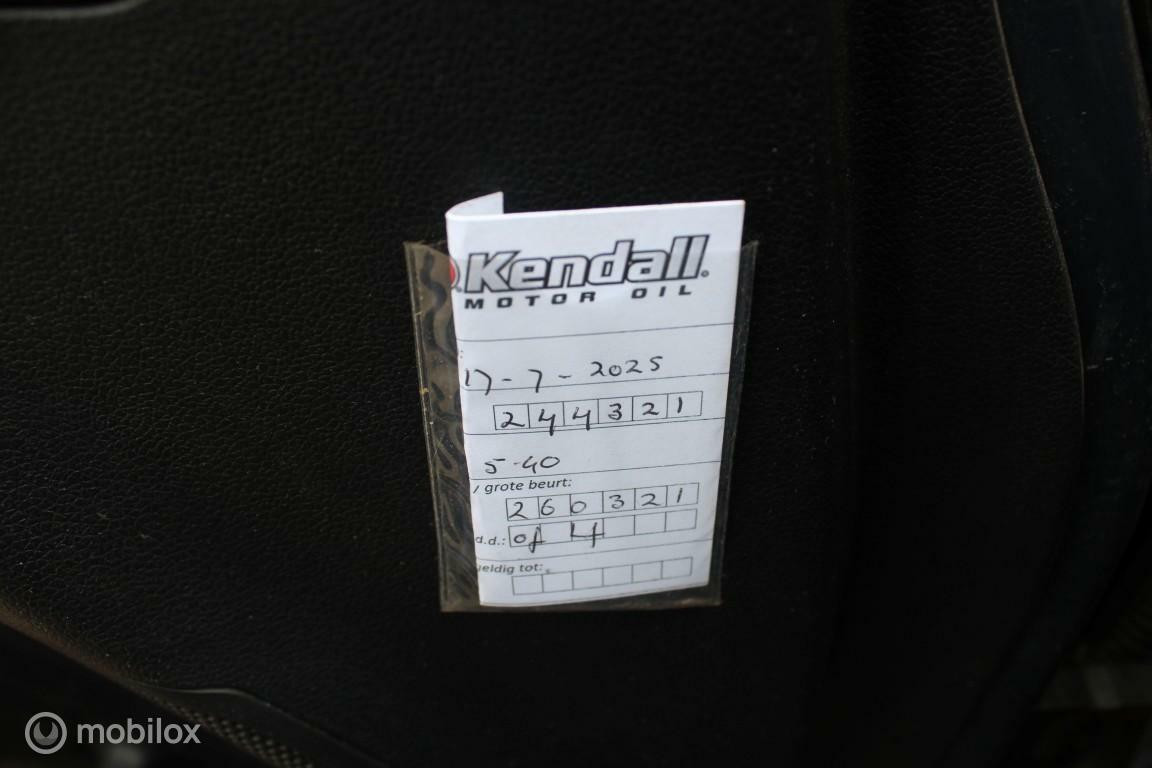 Kendall
MOTOR OIL
17-7-2025
244321
5-40
/ grote beurt:
260321
d.d.: of 4
geldig tot:
mobilox